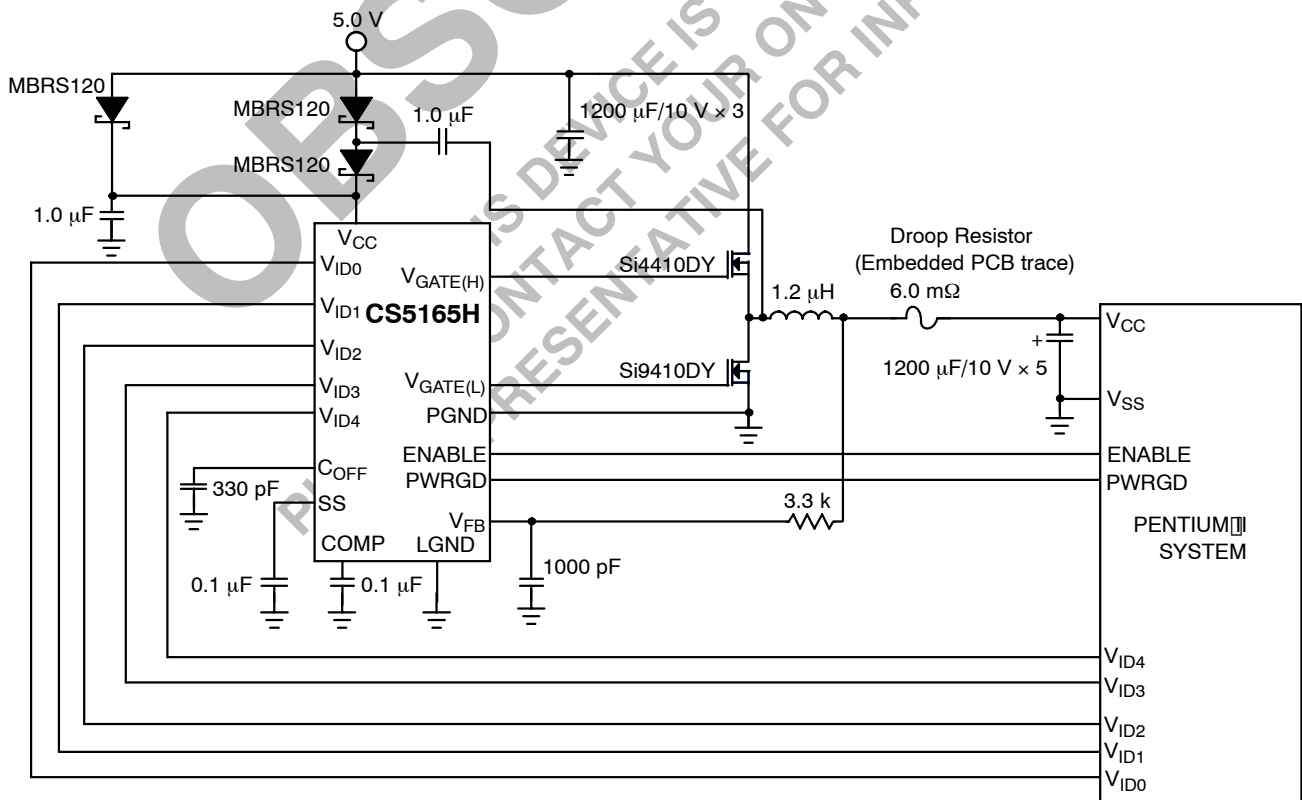 5.0 V
MBRS120
MBRS120
1.0 μF
1200 μF/10 V × 3
MBRS120
1.0 μF
VCC
VID0
VID1
VID2
VID3
VID4
COFF
SS
COMP
LGND
VFB
PWRGD
ENABLE
PGND
VGATE(L)
VGATE(H)
CS5165H
Si4410DY
Si9410DY
1.2 μH
Droop Resistor
(Embedded PCB trace)
6.0 mΩ
+
1200 μF/10 V × 5
330 pF
0.1 μF
0.1 μF
1000 pF
3.3 k
VCC
VSS
ENABLE
PWRGD
PENTIUM
SYSTEM
VID4
VID3
VID2
VID1
VID0